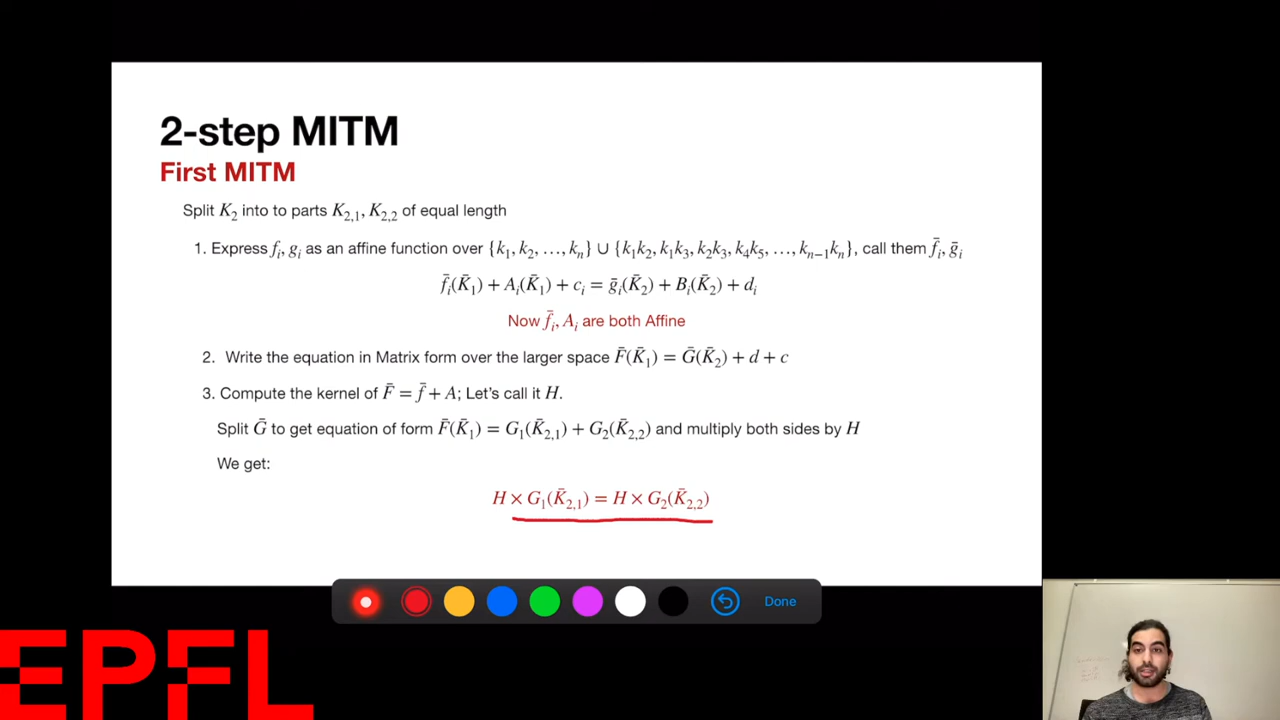 2-step MITM
First MITM
Split K₂ into to parts K₂,₁, K₂,₂ of equal length
1. Express fᵢ, gᵢ as an affine function over {k₁, k₂, …, kₙ} ∪ {k₁k₂, k₁k₃, k₂k₃, k₄k₅, …, kₙ₋₁kₙ}, call them f̄ᵢ, ḡᵢ
f̄ᵢ(K̄₁) + Aᵢ(K̄₁) + cᵢ = ḡᵢ(K̄₂) + Bᵢ(K̄₂) + dᵢ
Now f̄ᵢ, Aᵢ are both Affine
2. Write the equation in Matrix form over the larger space F̄(K̄₁) = Ḡ(K̄₂) + d + c
3. Compute the kernel of F̄ = f̄ + A; Let's call it H.
Split Ḡ to get equation of form F̄(K̄₁) = G₁(K̄₂,₁) + G₂(K̄₂,₂) and multiply both sides by H
We get:
H × G₁(K̄₂,₁) = H × G₂(K̄₂,₂)
Done
EPFL